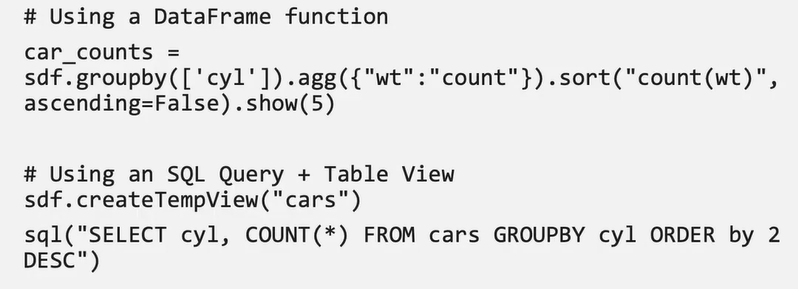 # Using a DataFrame function
car_counts =
sdf.groupby(['cyl']).agg({"wt":"count"}).sort("count(wt)",
ascending=False).show(5)
# Using an SQL Query + Table View
sdf.createTempView("cars")
sql("SELECT cyl, COUNT(*) FROM cars GROUPBY cyl ORDER by 2
DESC")